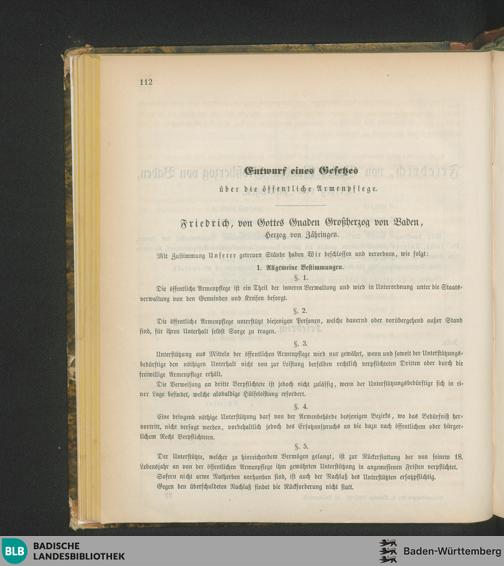 112
Entwurf eines Gesetzes
über die öffentliche Armenpflege.
Friedrich, von Gottes Gnaden Großherzog von Baden,
Herzog von Zähringen.
Mit Zustimmung Unserer getreuen Stände haben Wir beschlossen und verordnen, wie folgt:
1. Allgemeine Bestimmungen.
§. 1.
Die öffentliche Armenpflege ist ein Theil der inneren Verwaltung und wird in Unterordnung unter die Staats-
verwaltung von den Gemeinden und Kreisen besorgt.
§. 2.
Die öffentliche Armenpflege unterstützt diejenigen Personen, welche dauernd oder vorübergehend außer Stand
sind, für ihren Unterhalt selbst Sorge zu tragen.
§. 3.
Unterstützung aus Mitteln der öffentlichen Armenpflege wird nur gewährt, wenn und soweit der Unterstützungs-
bedürftige den nöthigen Unterhalt nicht von zur Leistung desselben rechtlich verpflichteten Dritten oder durch die
freiwillige Armenpflege erhält.
Die Verweisung an dritte Verpflichtete ist jedoch nicht zulässig, wenn der Unterstützungsbedürftige sich in ei-
ner Lage befindet, welche alsbaldige Hülfeleistung erfordert.
§. 4.
Eine dringend nöthige Unterstützung darf von der Armenbehörde desjenigen Bezirks, wo das Bedürfniß her-
vortritt, nicht versagt werden, vorbehaltlich jedoch des Ersatzanspruchs an die dazu nach öffentlichem oder bürger-
lichem Recht Verpflichteten.
§. 5.
Der Unterstützte, welcher zu hinreichendem Vermögen gelangt, ist zur Rückerstattung der von seinem 18.
Lebensjahr an von der öffentlichen Armenpflege ihm gewährten Unterstützung in angemessenen Fristen verpflichtet.
Sofern nicht arme Notherben vorhanden sind, ist auch der Nachlaß des Unterstützten ersatzpflichtig.
Gegen den überschuldeten Nachlaß findet die Rückforderung nicht statt.
BLB
BADISCHE
LANDESBIBLIOTHEK
Baden-Württemberg